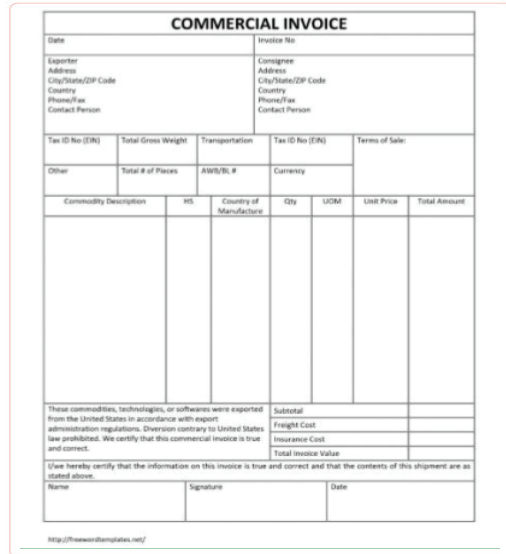 COMMERCIAL INVOICE
Date
Invoice No
Exporter
Address
City/State/ZIP Code
Country
Phone/Fax
Contact Person
Consignee
Address
City/State/ZIP Code
Country
Phone/Fax
Contact Person
Tax ID No (EIN)
Total Gross Weight
Transportation
Tax ID No (EIN)
Terms of Sale:
Other
Total # of Pieces
AWB/BL #
Currency
Commodity Description
HS
Country of
Manufacture
Qty
UOM
Unit Price
Total Amount
These commodities, technologies, or softwares were exported
from the United States in accordance with export
administration regulations. Diversion contrary to United States
law prohibited. We certify that this commercial invoice is true
and correct.
Subtotal
Freight Cost
Insurance Cost
Total Invoice Value
I/we hereby certify that the information on this invoice is true and correct and that the contents of this shipment are as
stated above.
Name
Signature
Date
http://freewordtemplates.net/